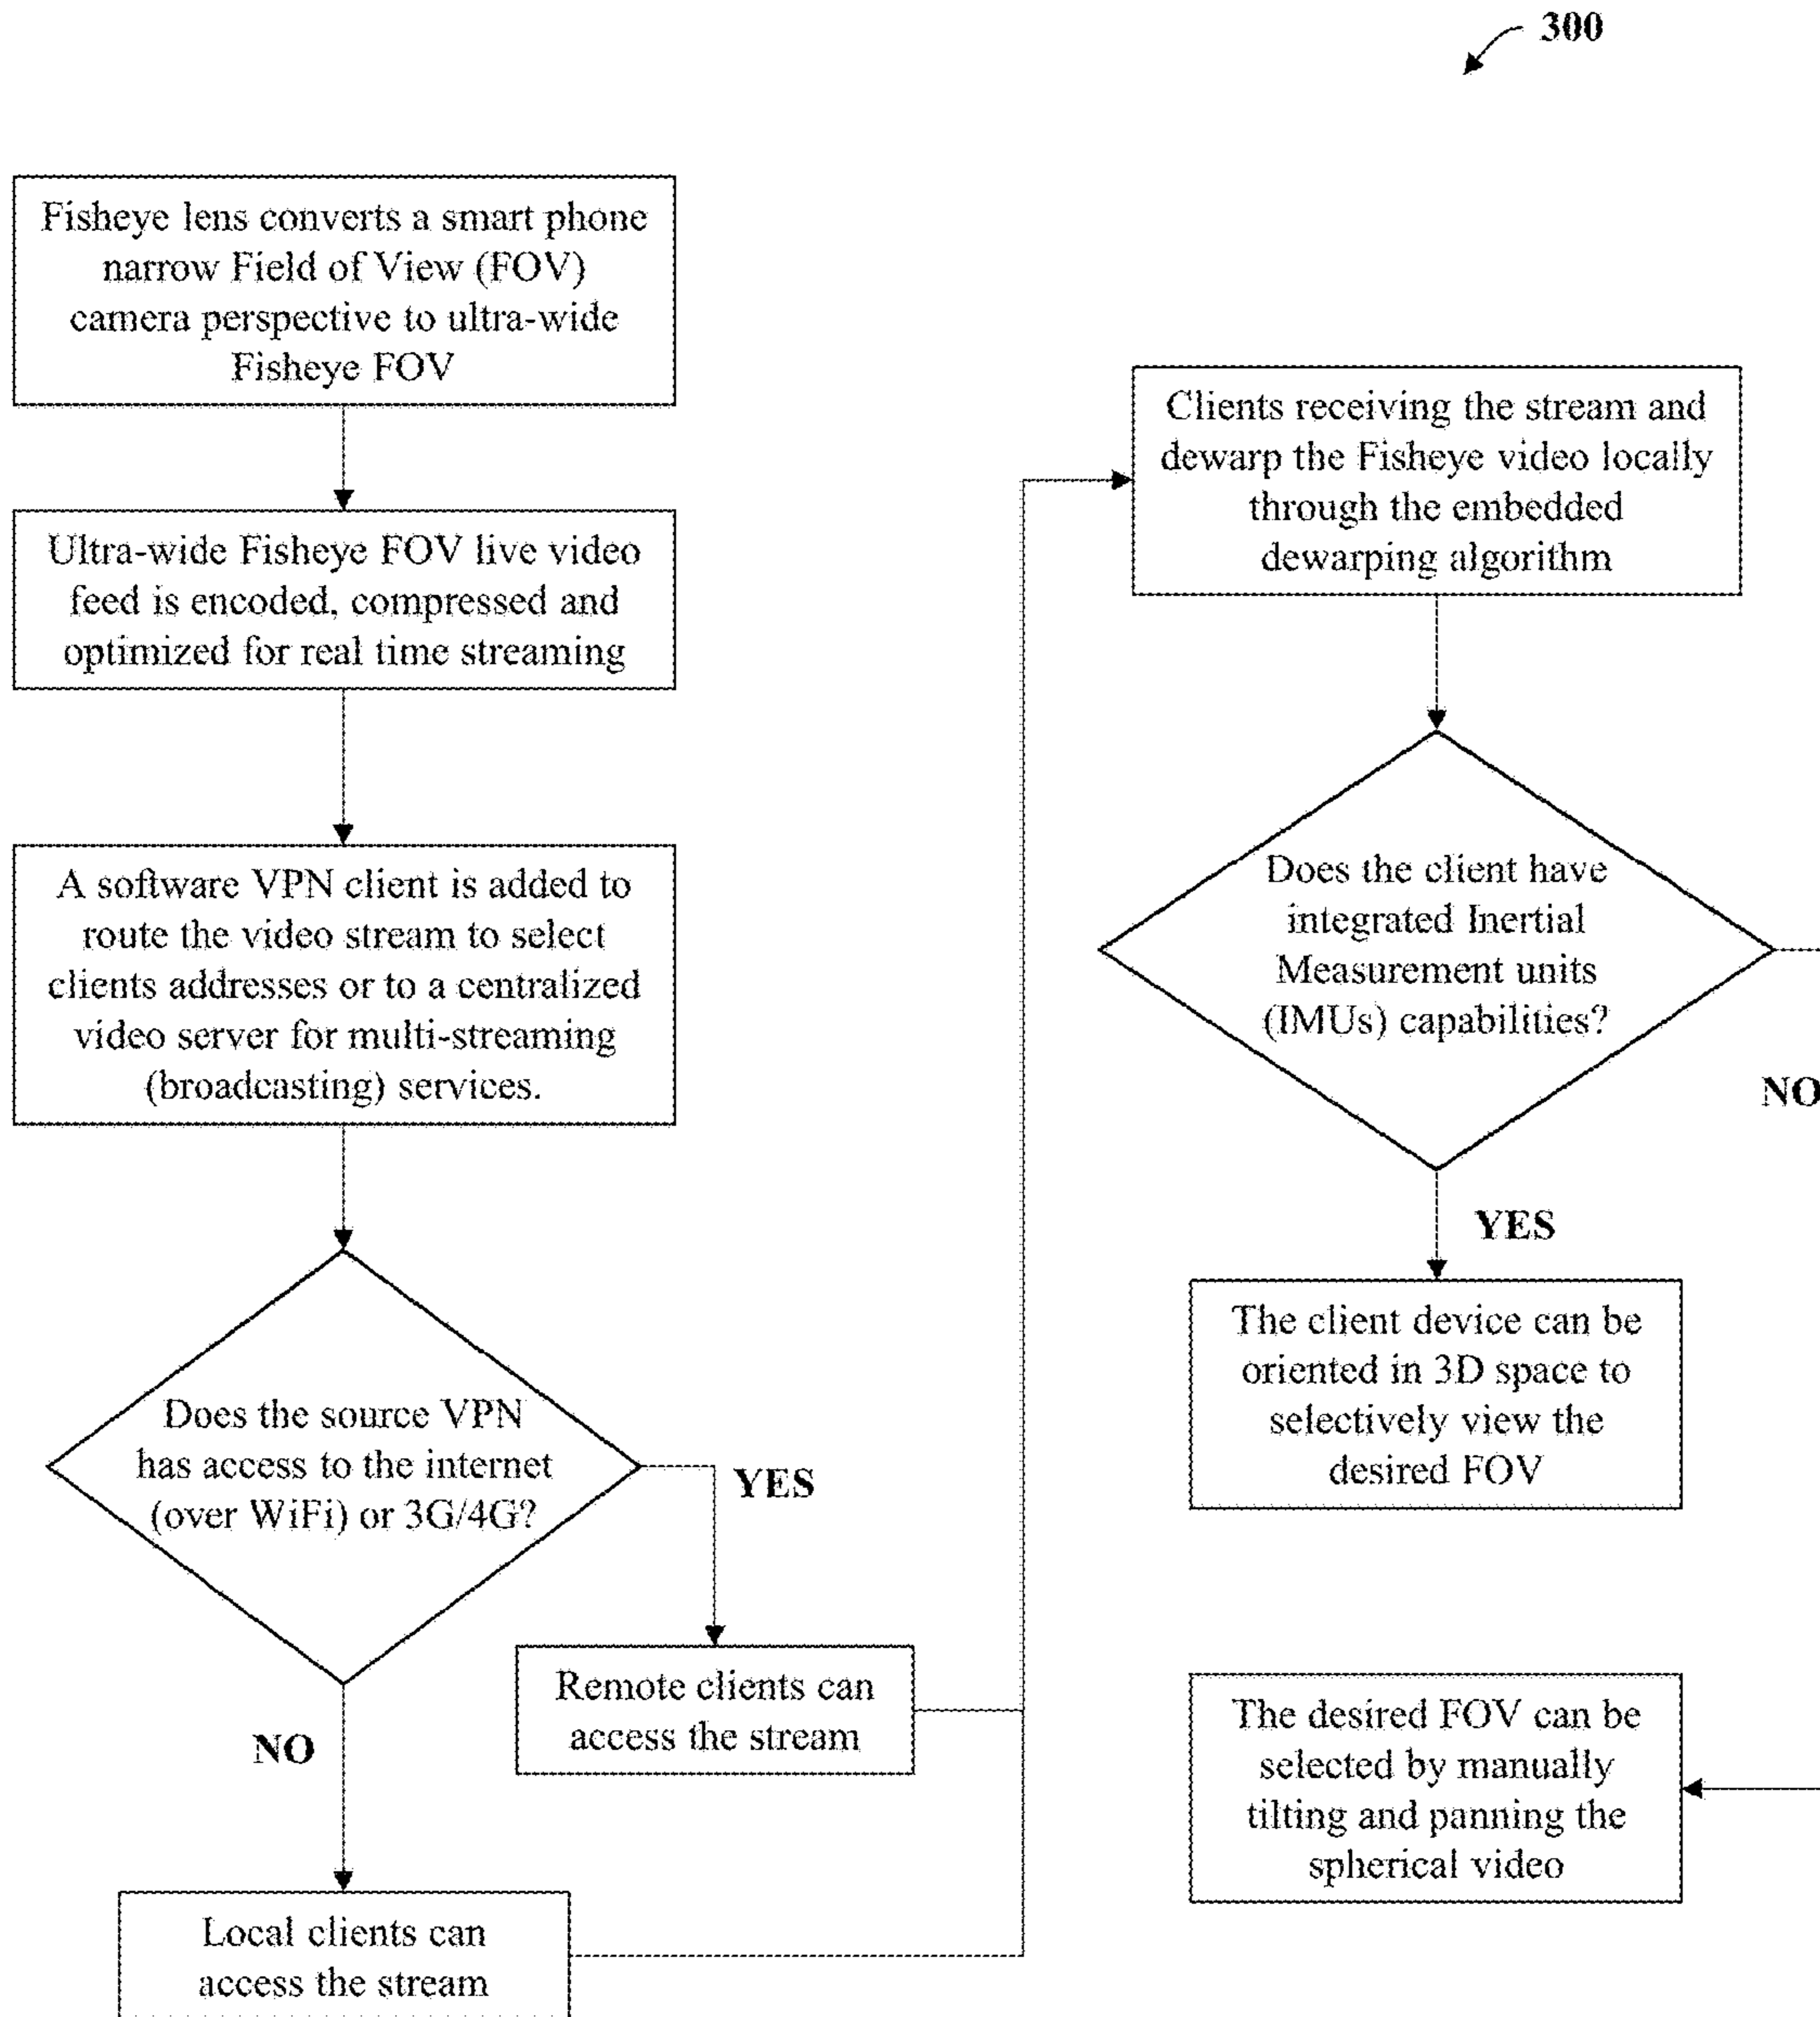 300
Fisheye lens converts a smart phone
narrow Field of View (FOV)
camera perspective to ultra-wide
Fisheye FOV
Ultra-wide Fisheye FOV live video
feed is encoded, compressed and
optimized for real time streaming
A software VPN client is added to
route the video stream to select
clients addresses or to a centralized
video server for multi-streaming
(broadcasting) services.
Does the source VPN
has access to the internet
(over WiFi) or 3G/4G?
YES
Remote clients can
access the stream
NO
Local clients can
access the stream
Clients receiving the stream and
dewarp the Fisheye video locally
through the embedded
dewarping algorithm
Does the client have
integrated Inertial
Measurement units
(IMUs) capabilities?
NO
YES
The client device can be
oriented in 3D space to
selectively view the
desired FOV
The desired FOV can be
selected by manually
tilting and panning the
spherical video